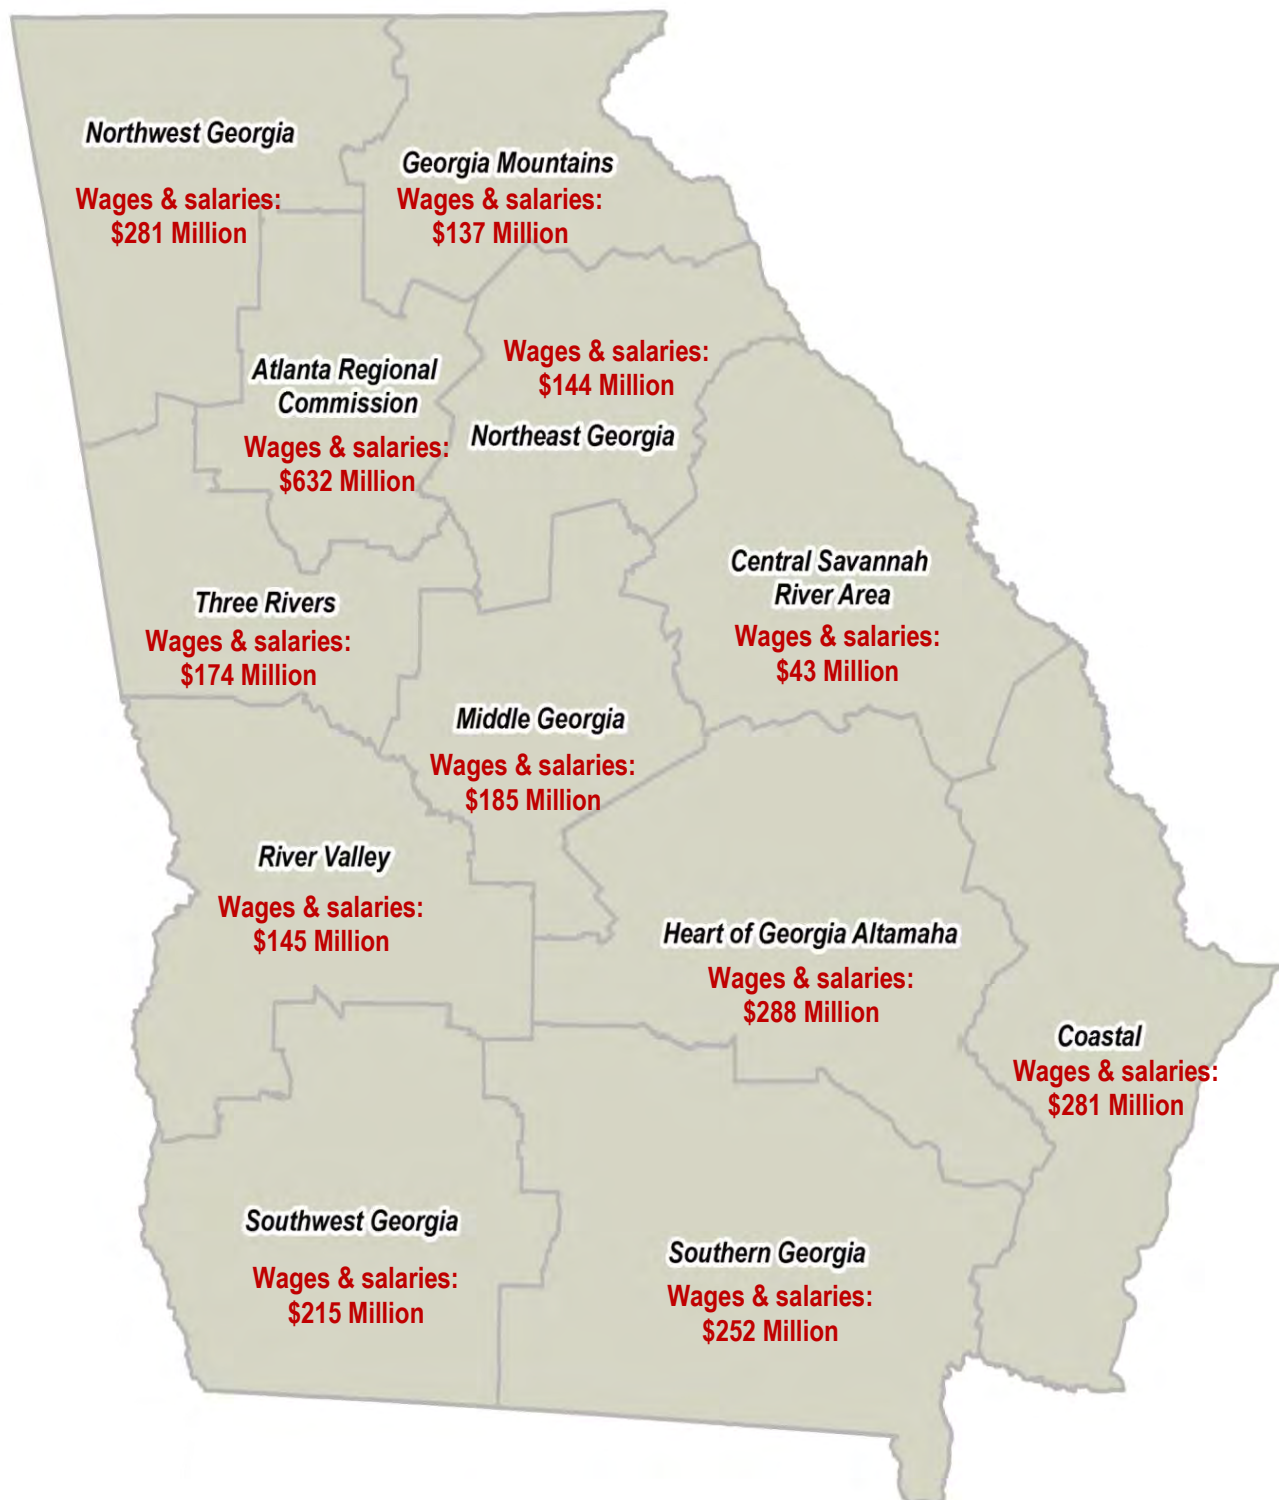 Northwest Georgia
Wages & salaries:
$281 Million
Georgia Mountains
Wages & salaries:
$137 Million
Atlanta Regional
Commission
Wages & salaries:
$632 Million
Wages & salaries:
$144 Million
Northeast Georgia
Three Rivers
Wages & salaries:
$174 Million
Central Savannah
River Area
Wages & salaries:
$43 Million
Middle Georgia
Wages & salaries:
$185 Million
River Valley
Wages & salaries:
$145 Million
Heart of Georgia Altamaha
Wages & salaries:
$288 Million
Coastal
Wages & salaries:
$281 Million
Southwest Georgia
Wages & salaries:
$215 Million
Southern Georgia
Wages & salaries:
$252 Million